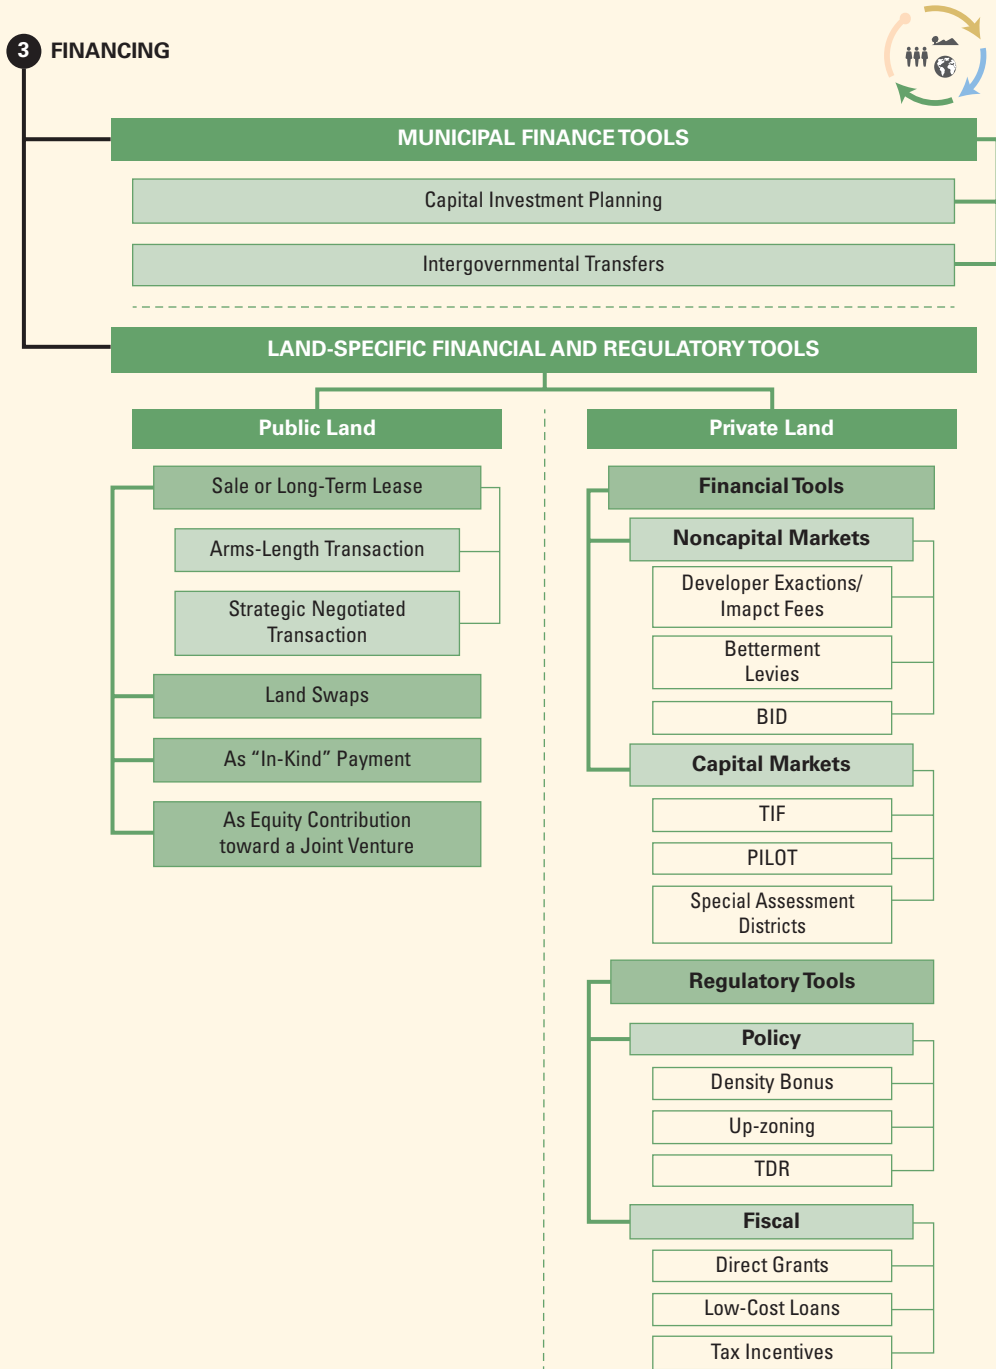 3 FINANCING
MUNICIPAL FINANCE TOOLS
Capital Investment Planning
Intergovernmental Transfers
LAND-SPECIFIC FINANCIAL AND REGULATORY TOOLS
Public Land
Sale or Long-Term Lease
Arms-Length Transaction
Strategic Negotiated
Transaction
Land Swaps
As “In-Kind” Payment
As Equity Contribution
toward a Joint Venture
Private Land
Financial Tools
Noncapital Markets
Developer Exactions/
Imapct Fees
Betterment
Levies
BID
Capital Markets
TIF
PILOT
Special Assessment
Districts
Regulatory Tools
Policy
Density Bonus
Up-zoning
TDR
Fiscal
Direct Grants
Low-Cost Loans
Tax Incentives